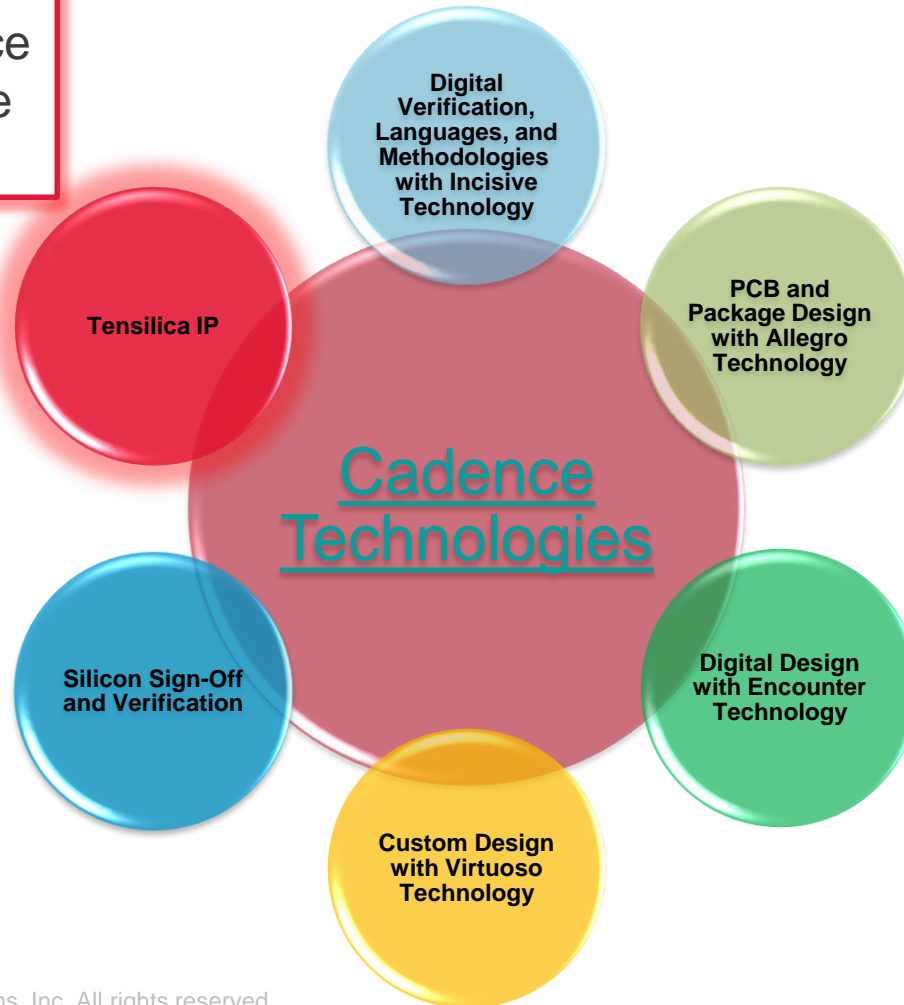 ce
e
Digital
Verification,
Languages, and
Methodologies
with Incisive
Technology
PCB and
Package Design
with Allegro
Technology
Tensilica IP
Cadence
Technologies
Digital Design
with Encounter
Technology
Silicon Sign-Off
and Verification
Custom Design
with Virtuoso
Technology
ns, Inc. All rights reserved